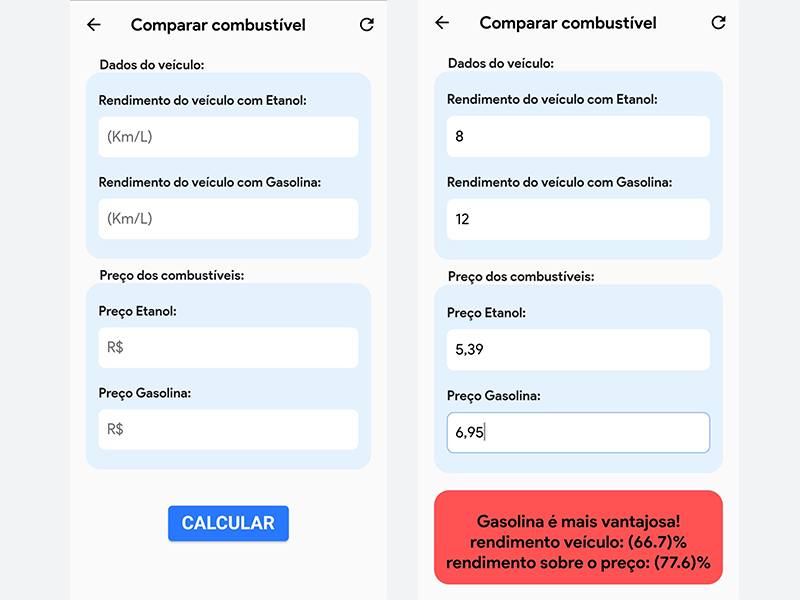 Comparar combustível
Dados do veículo:
Rendimento do veículo com Etanol:
(Km/L)
Rendimento do veículo com Gasolina:
(Km/L)
Preço dos combustíveis:
Preço Etanol:
R$
Preço Gasolina:
R$
CALCULAR
Comparar combustível
Dados do veículo:
Rendimento do veículo com Etanol:
8
Rendimento do veículo com Gasolina:
12
Preço dos combustíveis:
Preço Etanol:
5,39
Preço Gasolina:
6,95
Gasolina é mais vantajosa!
rendimento veículo: (66.7)%
rendimento sobre o preço: (77.6)%